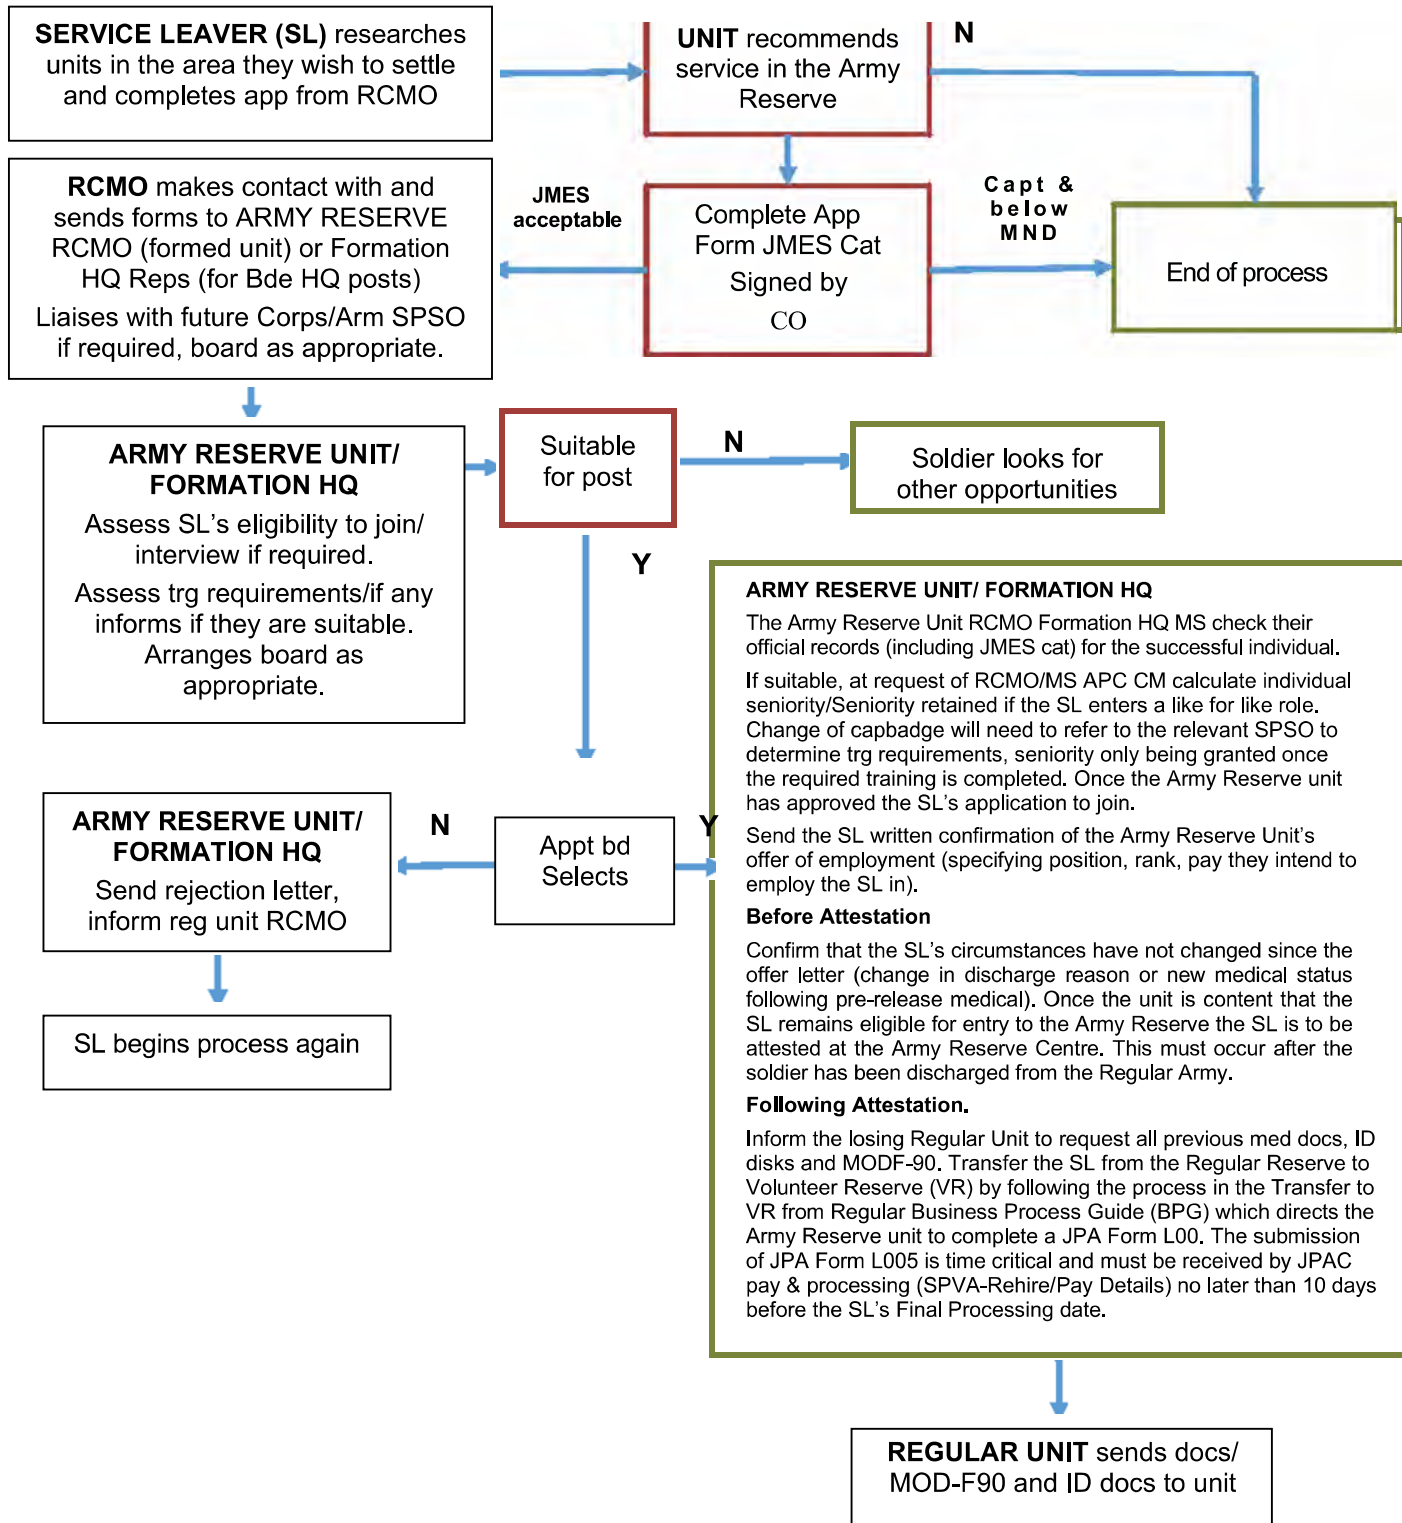 SERVICE LEAVER (SL) researches
units in the area they wish to settle
and completes app from RCMO
UNIT recommends
service in the Army
Reserve
N
RCMO makes contact with and
sends forms to ARMY RESERVE
RCMO (formed unit) or Formation
HQ Reps (for Bde HQ posts)
Liaises with future Corps/Arm SPSO
if required, board as appropriate.
JMES
acceptable
Complete App
Form JMES Cat
Signed by
CO
Capt &
below
MND
End of process
ARMY RESERVE UNIT/
FORMATION HQ
Assess SL's eligibility to join/
interview if required.
Assess trg requirements/if any
informs if they are suitable.
Arranges board as
appropriate.
Suitable
for post
N
Soldier looks for
other opportunities
Y
ARMY RESERVE UNIT/
FORMATION HQ
Send rejection letter,
inform reg unit RCMO
N
Appt bd
Selects
Y
SL begins process again
ARMY RESERVE UNIT/ FORMATION HQ
The Army Reserve Unit RCMO Formation HQ MS check their
official records (including JMES cat) for the successful individual.
If suitable, at request of RCMO/MS APC CM calculate individual
seniority/Seniority retained if the SL enters a like for like role.
Change of capbadge will need to refer to the relevant SPSO to
determine trg requirements, seniority only being granted once
the required training is completed. Once the Army Reserve unit
has approved the SL's application to join.
Send the SL written confirmation of the Army Reserve Unit's
offer of employment (specifying position, rank, pay they intend to
employ the SL in).
Before Attestation
Confirm that the SL's circumstances have not changed since the
offer letter (change in discharge reason or new medical status
following pre-release medical). Once the unit is content that the
SL remains eligible for entry to the Army Reserve the SL is to be
attested at the Army Reserve Centre. This must occur after the
soldier has been discharged from the Regular Army.
Following Attestation.
Inform the losing Regular Unit to request all previous med docs, ID
disks and MODF-90. Transfer the SL from the Regular Reserve to
Volunteer Reserve (VR) by following the process in the Transfer to
VR from Regular Business Process Guide (BPG) which directs the
Army Reserve unit to complete a JPA Form L00. The submission
of JPA Form L005 is time critical and must be received by JPAC
pay & processing (SPVA-Rehire/Pay Details) no later than 10 days
before the SL's Final Processing date.
REGULAR UNIT sends docs/
MOD-F90 and ID docs to unit